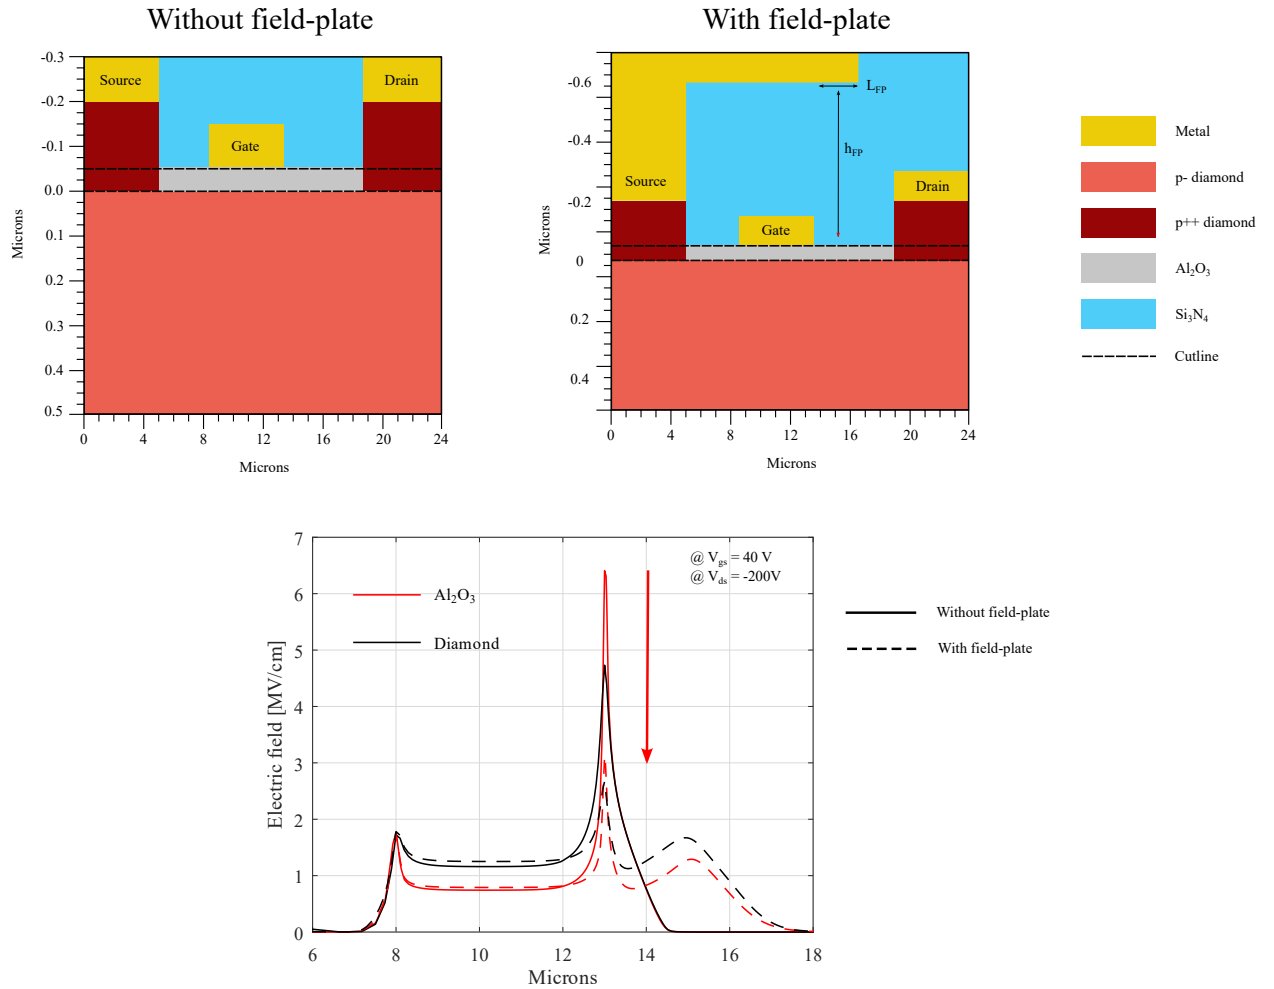 Without field-plate
With field-plate
-0.3
-0.2
-0.1
0.0
0.1
0.2
0.3
0.4
0.5
Microns
Source
Drain
Gate
0 4 8 12 16 20 24
Microns
-0.6
-0.4
-0.2
0
0.2
0.4
Microns
L_FP
h_FP
Source
Drain
Gate
0 4 8 12 16 20 24
Microns
Metal
p- diamond
p++ diamond
Al₂O₃
Si₃N₄
Cutline
7
6
5
4
3
2
1
0
Electric field [MV/cm]
Al₂O₃
Diamond
@ V_gs = 40 V
@ V_ds = -200V
6 8 10 12 14 16 18
Microns
Without field-plate
With field-plate